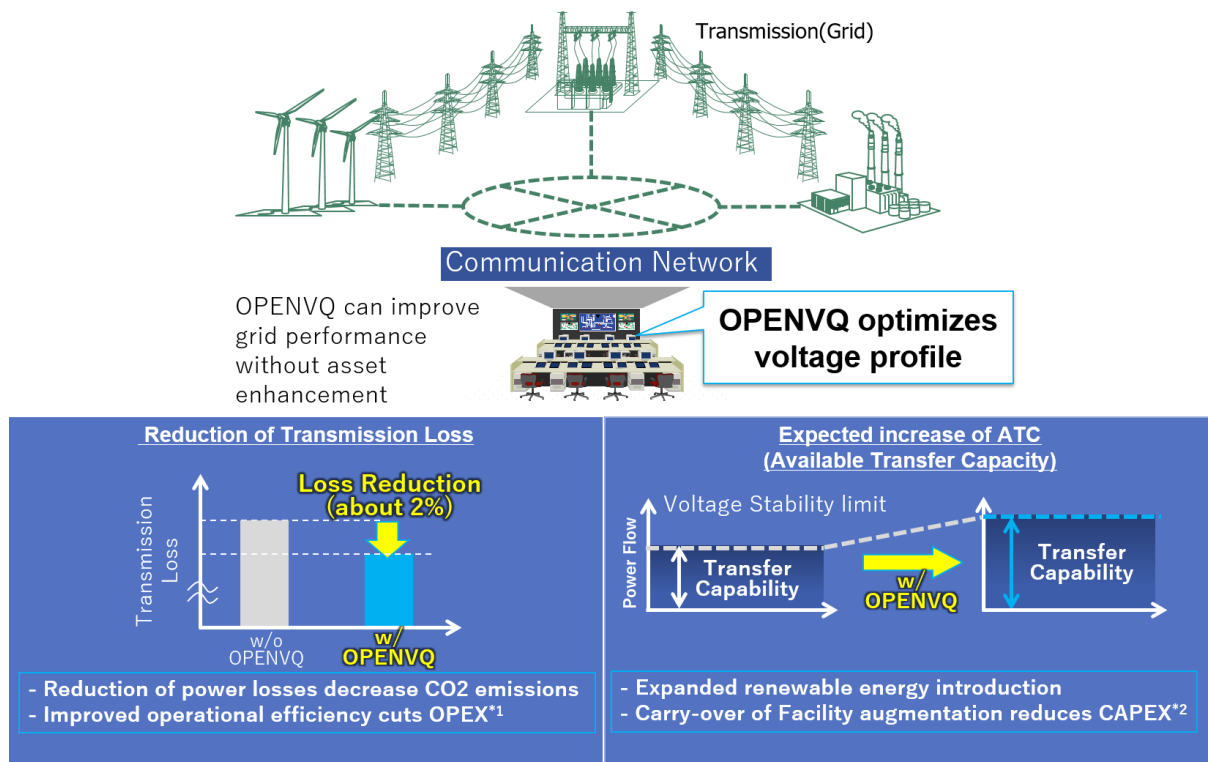 Transmission(Grid)
Communication Network
OPENVQ can improve
grid performance
without asset
enhancement
OPENVQ optimizes
voltage profile
Reduction of Transmission Loss
Transmission
Loss
Loss Reduction
(about 2%)
w/o
OPENVQ
w/
OPENVQ
- Reduction of power losses decrease CO2 emissions
- Improved operational efficiency cuts OPEX*1
Expected increase of ATC
(Available Transfer Capacity)
Voltage Stability limit
Power Flow
Transfer
Capability
w/
OPENVQ
Transfer
Capability
- Expanded renewable energy introduction
- Carry-over of Facility augmentation reduces CAPEX*2